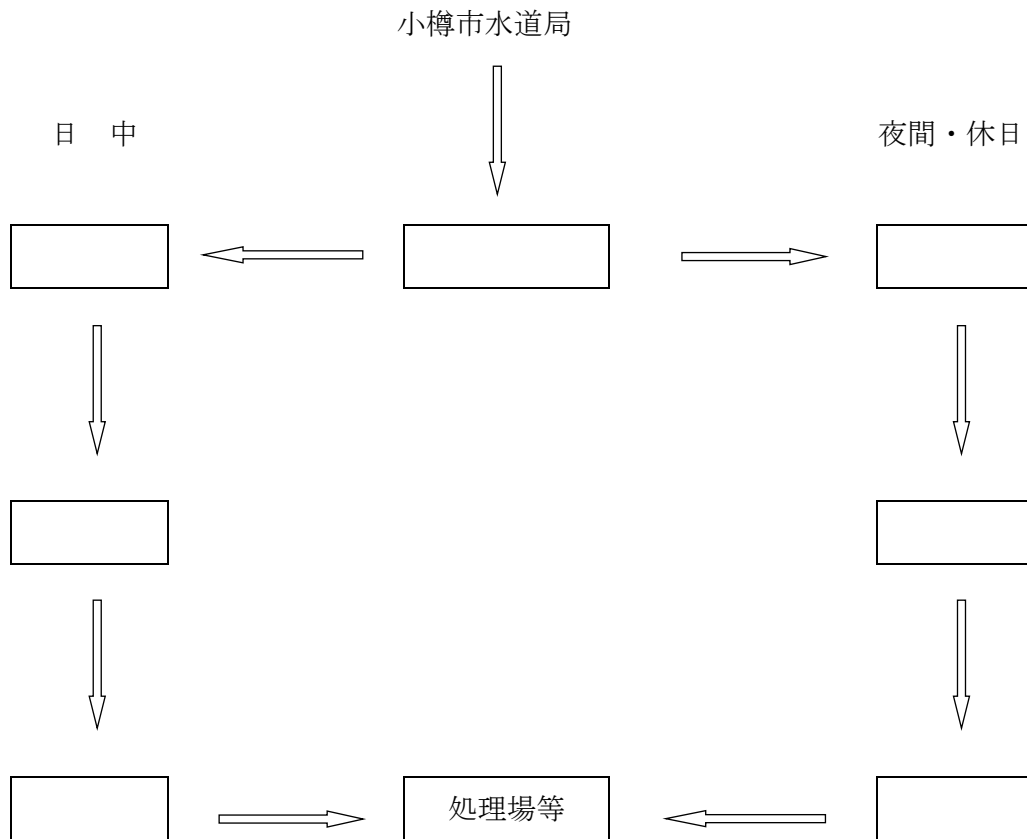 小樽市水道局
日　中
夜間・休日
処理場等